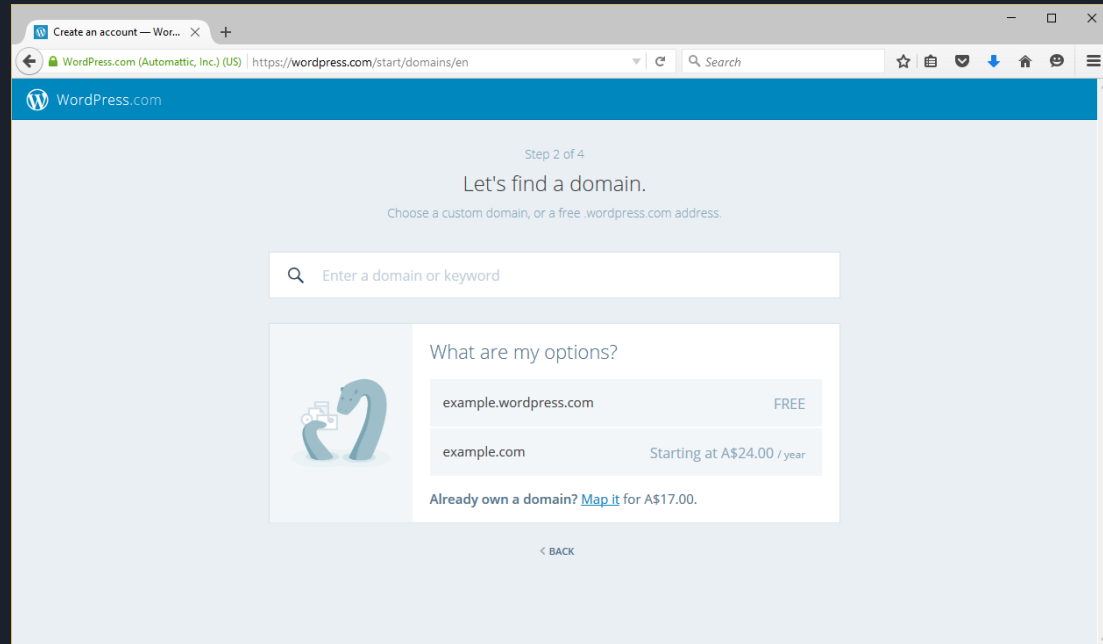 Create an account — Wor...
WordPress.com (Automattic, Inc.) (US) https://wordpress.com/start/domains/en Search
WordPress.com
Step 2 of 4
Let's find a domain.
Choose a custom domain, or a free .wordpress.com address.
Enter a domain or keyword
What are my options?
example.wordpress.com FREE
example.com Starting at A$24.00 / year
Already own a domain? Map it for A$17.00.
BACK